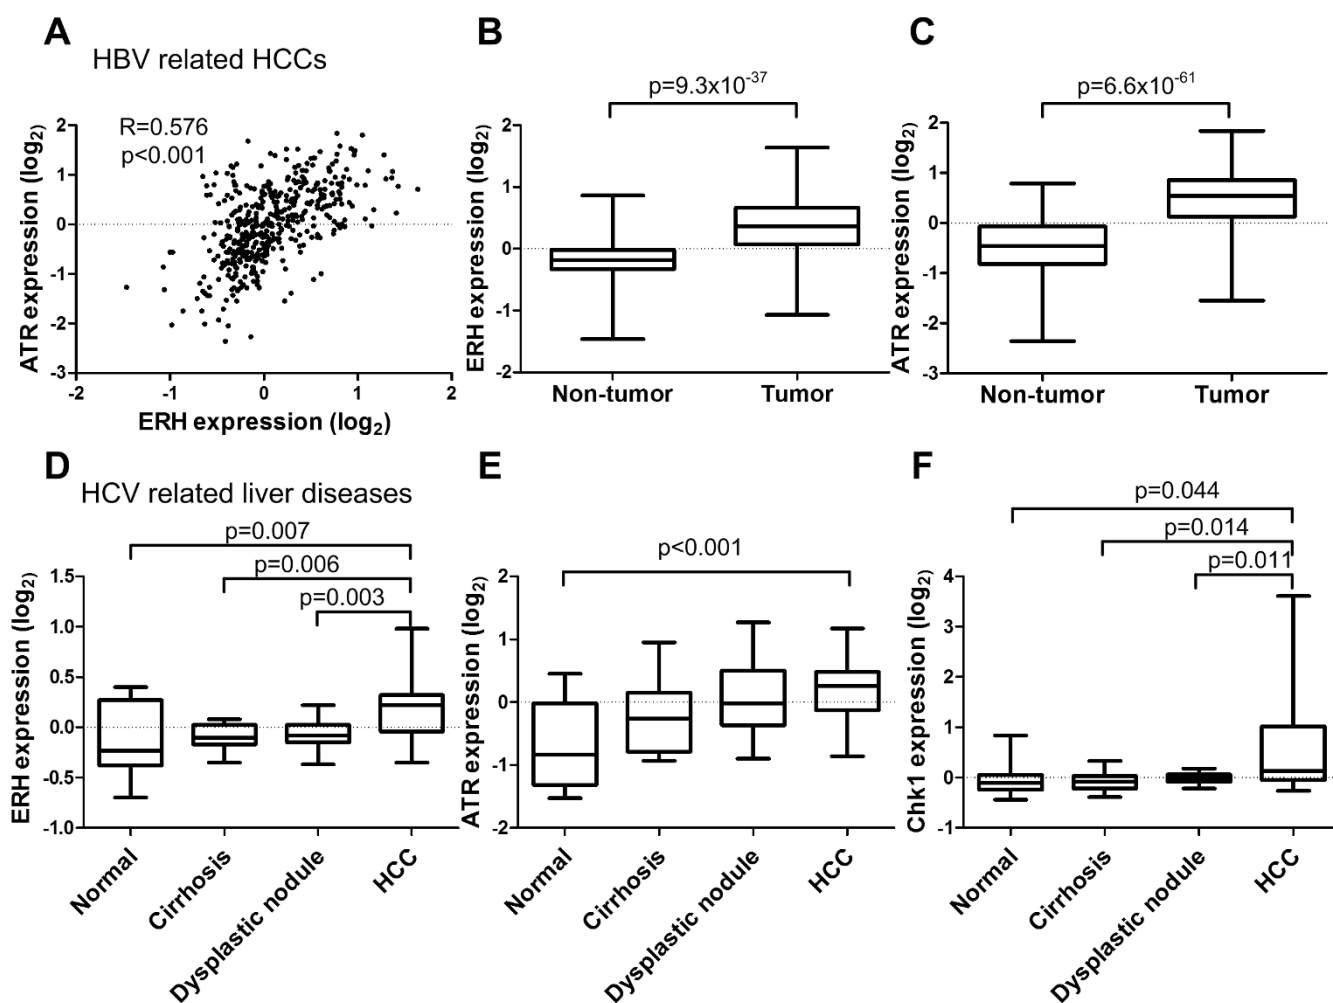 A
HBV related HCCs
R=0.576
p<0.001
ATR expression (log2)
2
1
0
-1
-2
-3
-2
-1
0
1
2
ERH expression (log2)
B
p=9.3x10-37
ERH expression (log2)
2
1
0
-1
-2
Non-tumor
Tumor
C
p=6.6x10-61
ATR expression (log2)
2
1
0
-1
-2
-3
Non-tumor
Tumor
D
HCV related liver diseases
p=0.007
p=0.006
p=0.003
ERH expression (log2)
1.5
1.0
0.5
0.0
-0.5
-1.0
Normal
Cirrhosis
Dysplastic nodule
HCC
E
p<0.001
ATR expression (log2)
2
1
0
-1
-2
Normal
Cirrhosis
Dysplastic nodule
HCC
F
p=0.044
p=0.014
p=0.011
Chk1 expression (log2)
4
3
2
1
0
-1
Normal
Cirrhosis
Dysplastic nodule
HCC